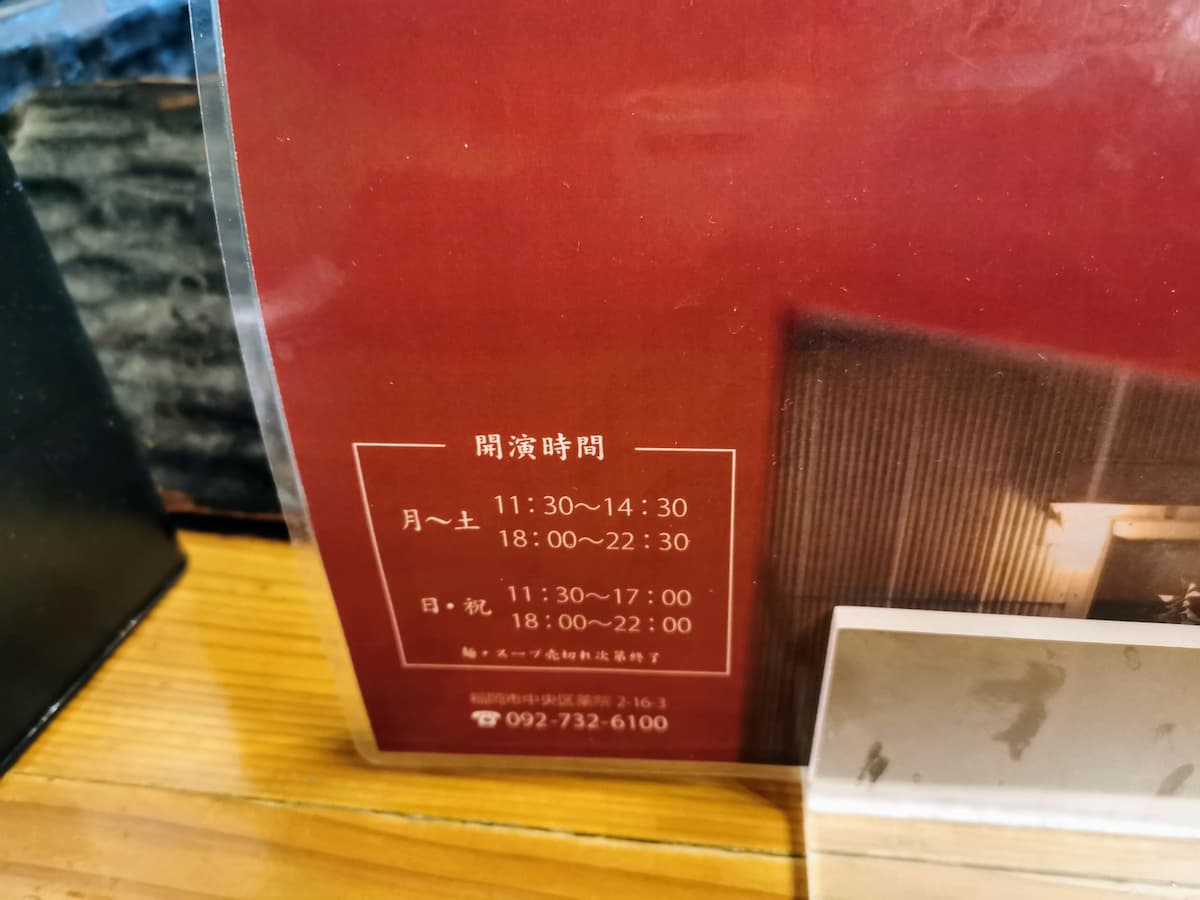 開演時間
月～土 11：30～14：30
18：00～22：30
日・祝 11：30～17：00
18：00～22：00
麺・スープ売切れ次第終了
福岡市中央区薬院 2-16-3
☎ 092-732-6100